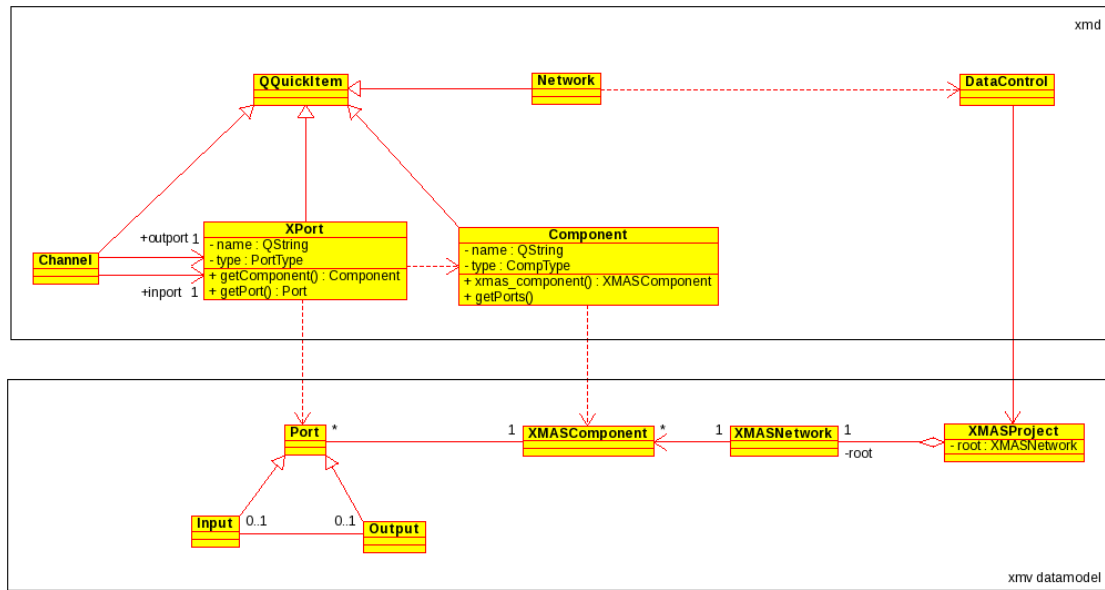 xmd
QQuickItem
Network
DataControl
XPort
- name : QString
- type : PortType
+ getComponent() : Component
+ getPort() : Port
Component
- name : QString
- type : CompType
+ xmas_component() : XMASComponent
+ getPorts()
+outport 1
Channel
+inport 1
Port
*
1
XMASComponent
*
1
XMASNetwork
1
-root
XMASProject
- root : XMASNetwork
Input
0..1
0..1
Output
xmv datamodel